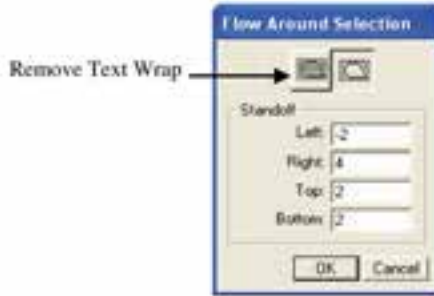 Flow Around Selection
Remove Text Wrap
Standoff
Left: -2
Right: 4
Top: 2
Bottom: 2
OK Cancel